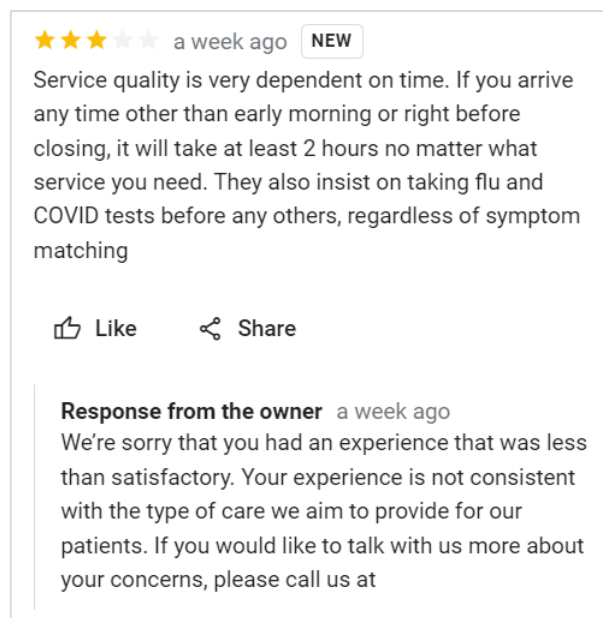 a week ago NEW
Service quality is very dependent on time. If you arrive
any time other than early morning or right before
closing, it will take at least 2 hours no matter what
service you need. They also insist on taking flu and
COVID tests before any others, regardless of symptom
matching
Like Share
Response from the owner a week ago
We’re sorry that you had an experience that was less
than satisfactory. Your experience is not consistent
with the type of care we aim to provide for our
patients. If you would like to talk with us more about
your concerns, please call us at